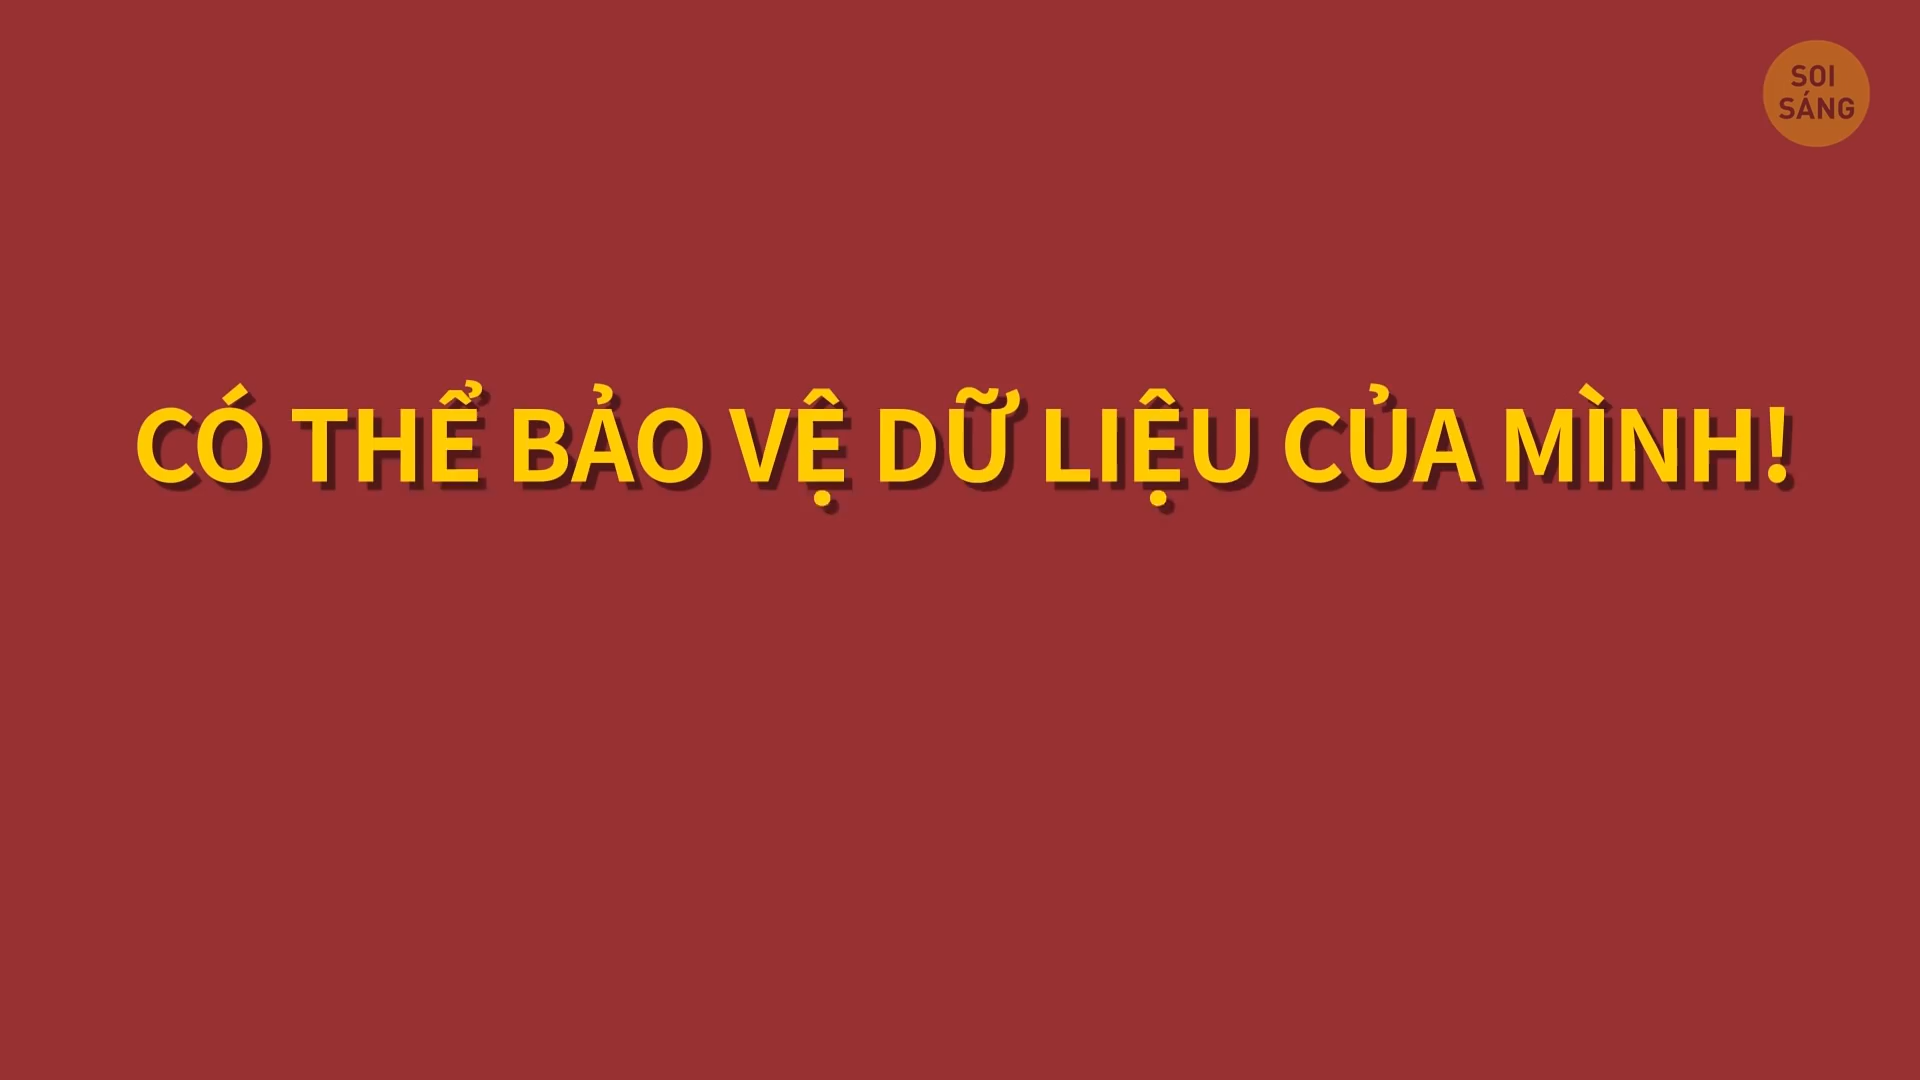 SOI
SÁNG
CÓ THỂ BẢO VỆ DỮ LIỆU CỦA MÌNH!